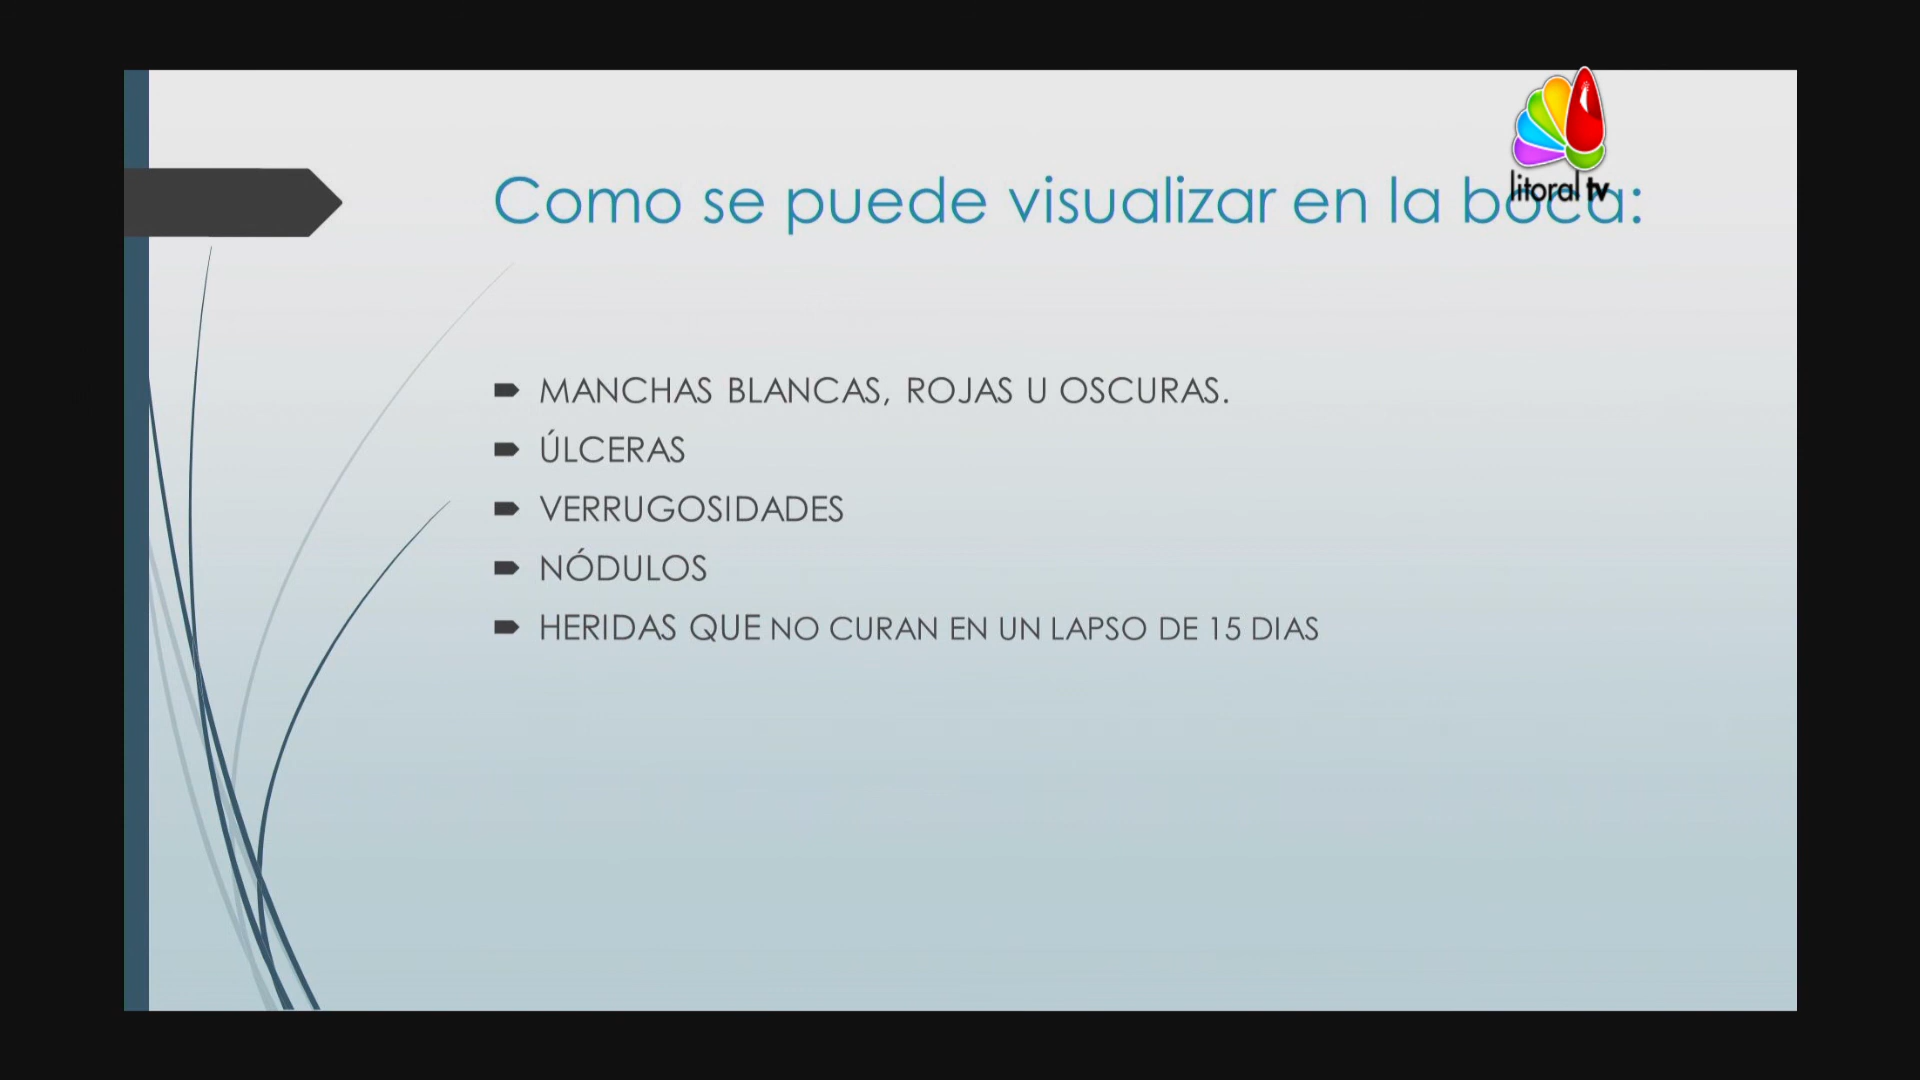 litoral tv
Como se puede visualizar en la boca:
MANCHAS BLANCAS, ROJAS U OSCURAS.
ÚLCERAS
VERRUGOSIDADES
NÓDULOS
HERIDAS QUE NO CURAN EN UN LAPSO DE 15 DIAS